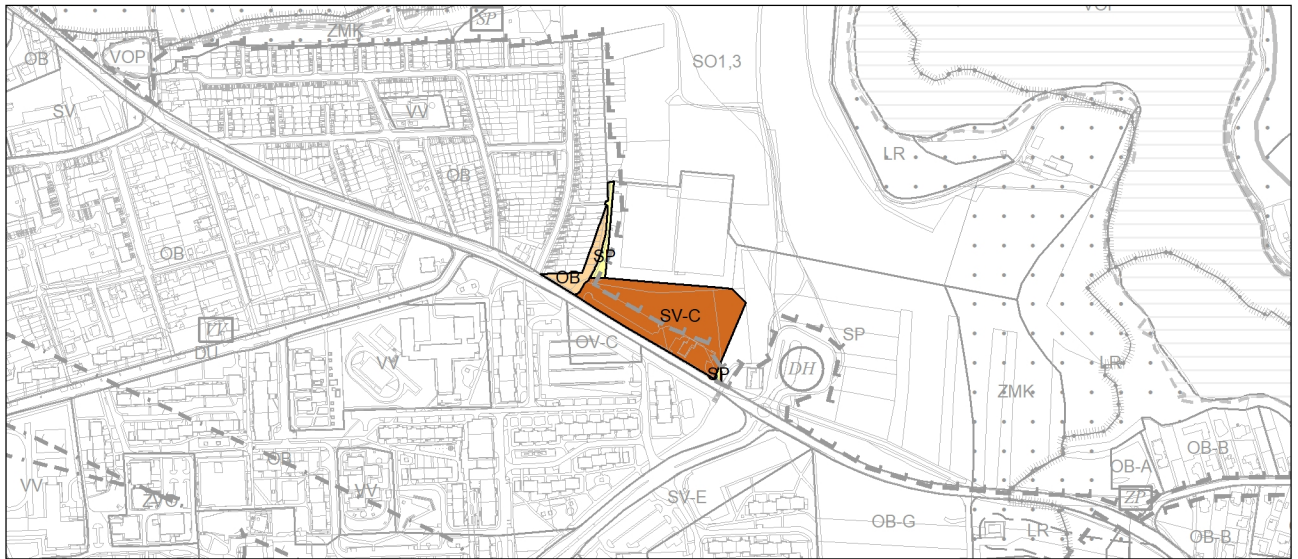 VOP
SP
ZMK
OB
VOP
SO1,3
SV
VV
LR
OB
OB
SP
OB
SV-C
VV
DU
VV
OV-C
SP
SP
DH
LR
ZMK
OB
VV
VV
ZVO
SV-E
OB-A
OB-B
ZP
OB-G
LR
OB-B